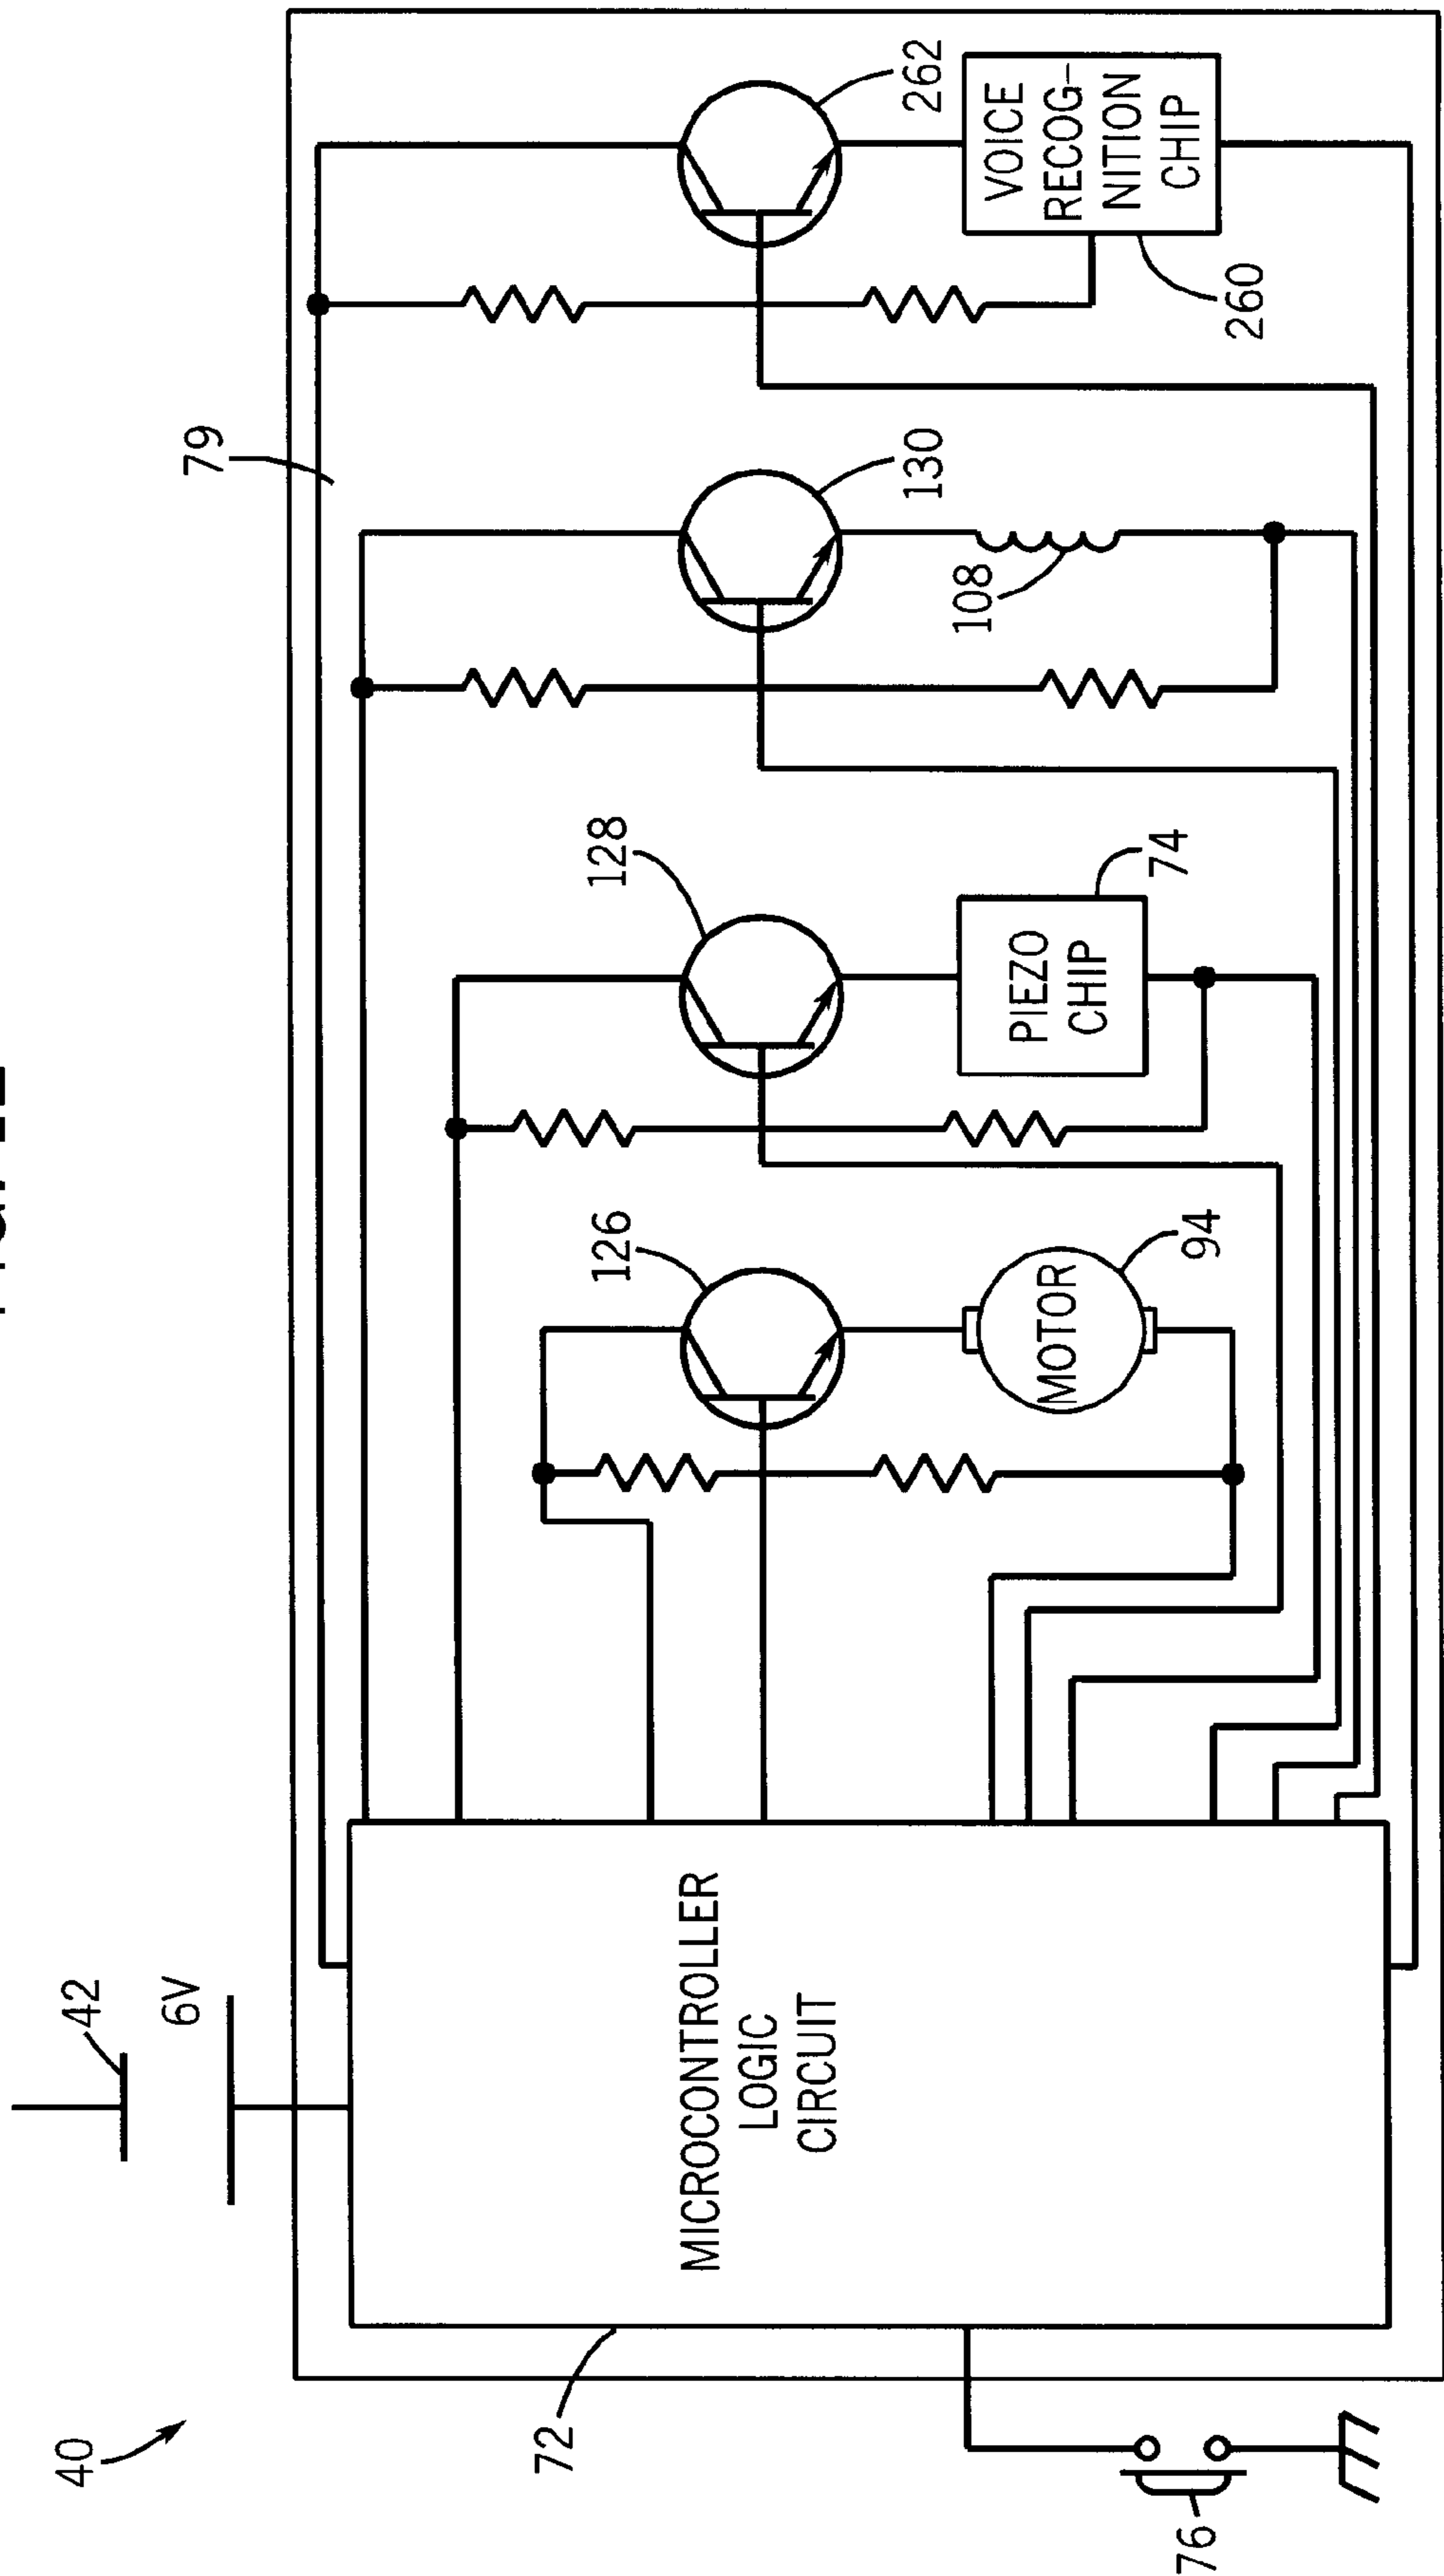 40
42
6V
79
72
MICROCONTROLLER
LOGIC
CIRCUIT
76
126
MOTOR
94
128
PIEZO
CHIP
74
130
108
262
VOICE
RECOG-
NITION
CHIP
260